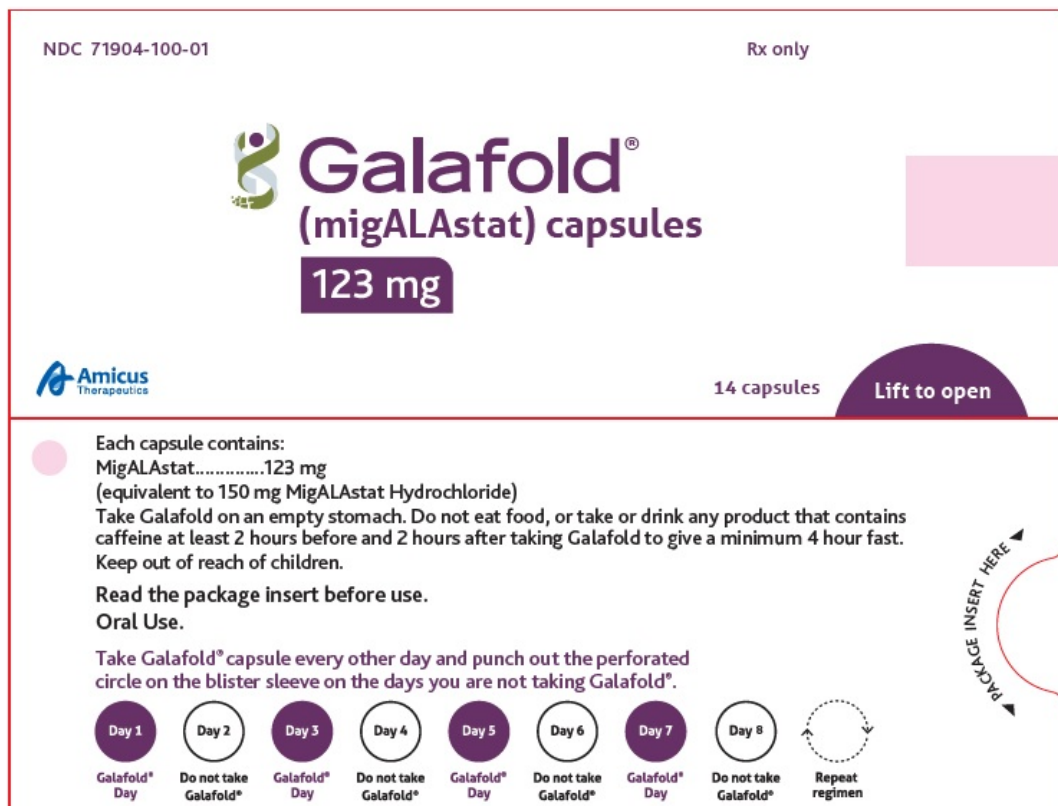 NDC 71904-100-01
Rx only
Galafold®
(migALAstat) capsules
123 mg
Amicus
Therapeutics
14 capsules
Lift to open
Each capsule contains:
MigALAstat..............123 mg
(equivalent to 150 mg MigALAstat Hydrochloride)
Take Galafold on an empty stomach. Do not eat food, or take or drink any product that contains
caffeine at least 2 hours before and 2 hours after taking Galafold to give a minimum 4 hour fast.
Keep out of reach of children.
Read the package insert before use.
Oral Use.
PACKAGE INSERT HERE
Take Galafold® capsule every other day and punch out the perforated
circle on the blister sleeve on the days you are not taking Galafold®.
Day 1 Day 2 Day 3 Day 4 Day 5 Day 6 Day 7 Day 8
Galafold® Do not take Galafold® Do not take Galafold® Do not take Galafold® Do not take Repeat
Day Galafold® Day Galafold® Day Galafold® Day Galafold® regimen